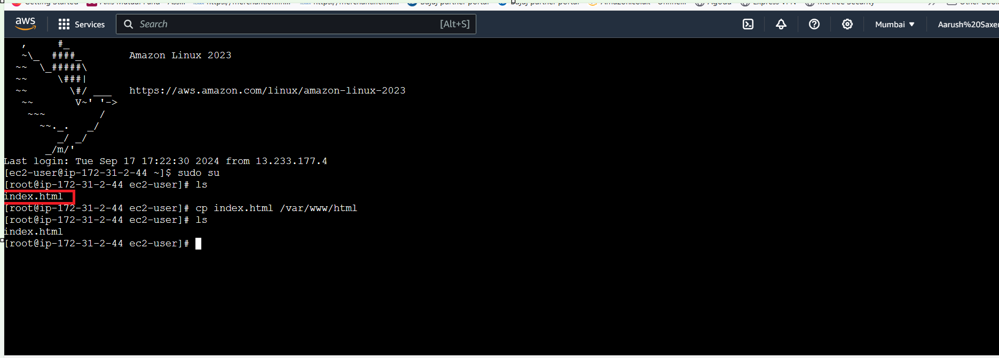 aws Services Search [Alt+S] Mumbai Aarush%20Saxe
,      #_
~\_  ####_        Amazon Linux 2023
~~  \_#####\
~~     \###|
~~       \#/ ___   https://aws.amazon.com/linux/amazon-linux-2023
~~       V~' '->
~~~         /
~~._.   _/
_/ _/
_/m/'
Last login: Tue Sep 17 17:22:30 2024 from 13.233.177.4
[ec2-user@ip-172-31-2-44 ~]$ sudo su
[root@ip-172-31-2-44 ec2-user]# ls
index.html
[root@ip-172-31-2-44 ec2-user]# cp index.html /var/www/html
[root@ip-172-31-2-44 ec2-user]# ls
index.html
[root@ip-172-31-2-44 ec2-user]#